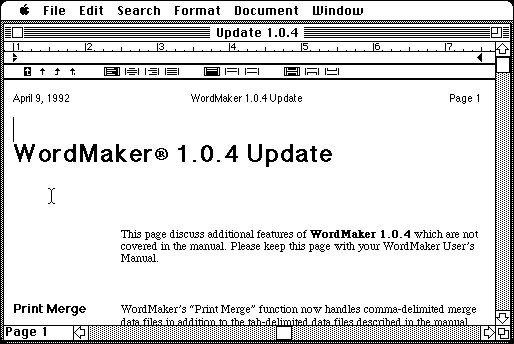 File Edit Search Format Document Window
Update 1.0.4
1 2 3 4 5 6 7
April 9, 1992 WordMaker 1.0.4 Update Page 1
WordMaker® 1.0.4 Update
This page discuss additional features of WordMaker 1.0.4 which are not
covered in the manual. Please keep this page with your WordMaker User's
Manual.
Print Merge WordMaker's "Print Merge" function now handles comma-delimited merge
data files in addition to the tab-delimited data files described in the manual
Page 1